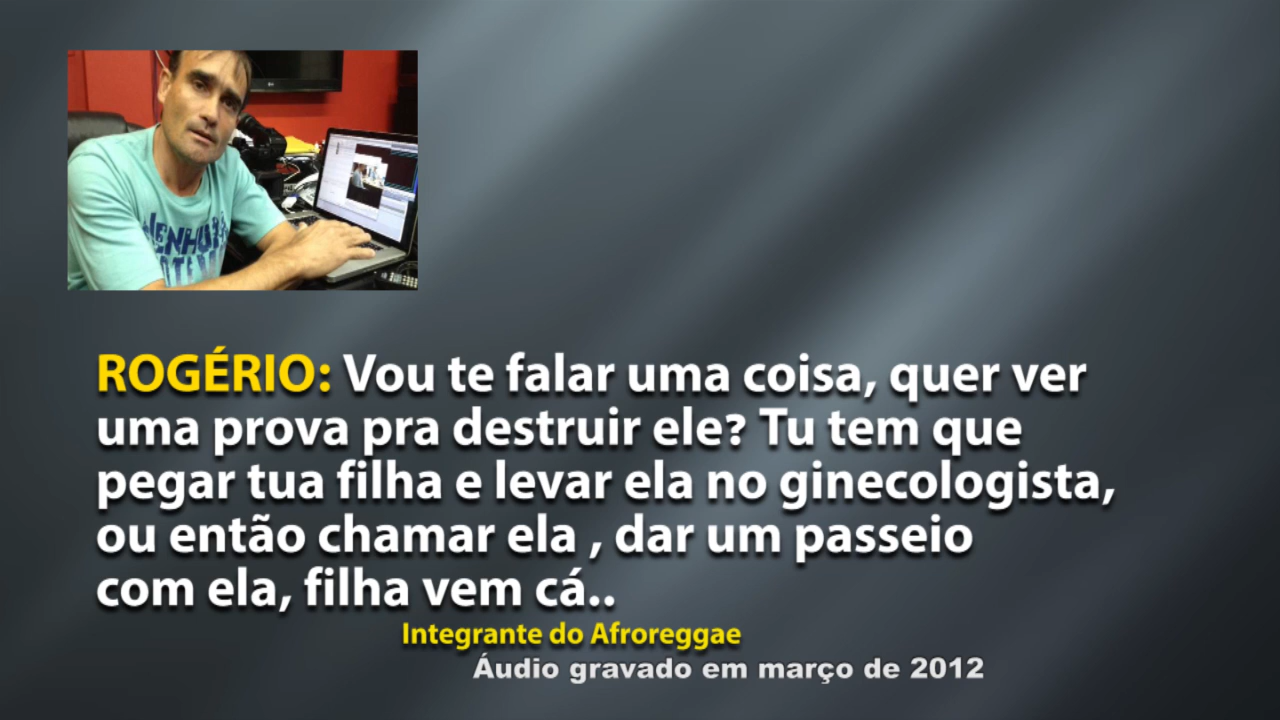 ROGÉRIO: Vou te falar uma coisa, quer ver
uma prova pra destruir ele? Tu tem que
pegar tua filha e levar ela no ginecologista,
ou então chamar ela , dar um passeio
com ela, filha vem cá..
Integrante do Afroreggae
Áudio gravado em março de 2012